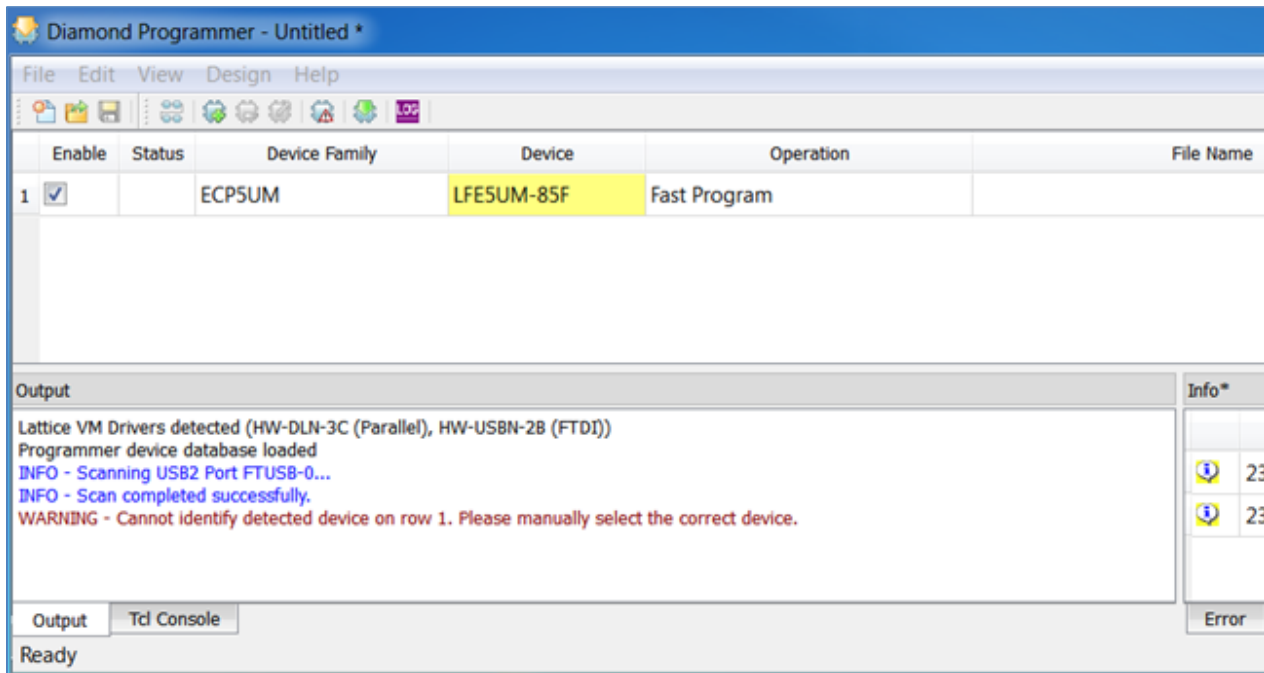 Diamond Programmer - Untitled *
File Edit View Design Help
LOG
Enable Status Device Family Device Operation File Name
1 ECP5UM LFE5UM-85F Fast Program
Output Info*
Lattice VM Drivers detected (HW-DLN-3C (Parallel), HW-USBN-2B (FTDI))
Programmer device database loaded
INFO - Scanning USB2 Port FTUSB-0...
INFO - Scan completed successfully.
WARNING - Cannot identify detected device on row 1. Please manually select the correct device.
23
23
Output Tcl Console Error
Ready